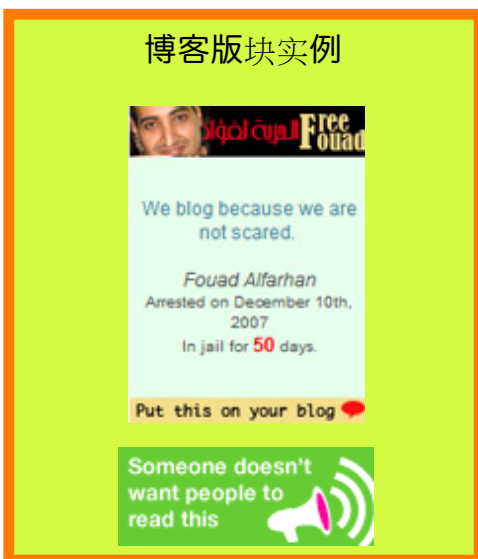 博客版块实例
الحرية لفؤاد
Free
Fouad
We blog because we are
not scared.
Fouad Alfarhan
Arrested on December 10th,
2007
In jail for 50 days.
Put this on your blog
Someone doesn't
want people to
read this